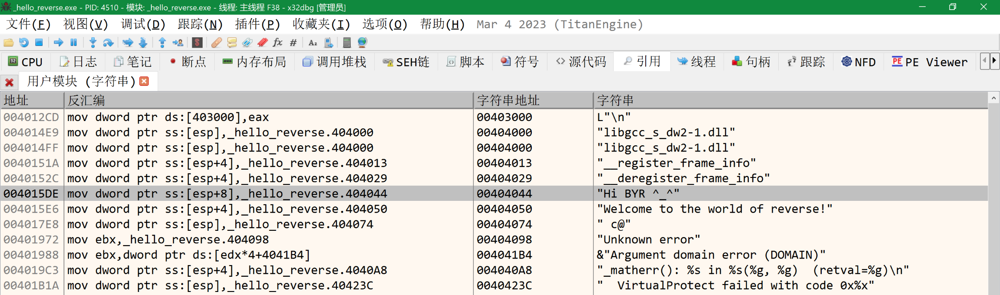 _hello_reverse.exe - PID: 4510 - 模块: _hello_reverse.exe - 线程: 主线程 F38 - x32dbg [管理员]
文件(F) 视图(V) 调试(D) 跟踪(N) 插件(P) 收藏夹(I) 选项(O) 帮助(H) Mar 4 2023 (TitanEngine)
S fx # Az
CPU 日志 笔记 断点 内存布局 调用堆栈 SEH链 脚本 符号 源代码 引用 线程 句柄 跟踪 NFD PE PE Viewer
用户模块 (字符串)
地址 反汇编 字符串地址 字符串
004012CD mov dword ptr ds:[403000],eax 00403000 L"\n"
004014E9 mov dword ptr ss:[esp],_hello_reverse.404000 00404000 "libgcc_s_dw2-1.dll"
004014FF mov dword ptr ss:[esp],_hello_reverse.404000 00404000 "libgcc_s_dw2-1.dll"
0040151A mov dword ptr ss:[esp+4],_hello_reverse.404013 00404013 "__register_frame_info"
0040152C mov dword ptr ss:[esp+4],_hello_reverse.404029 00404029 "__deregister_frame_info"
004015DE mov dword ptr ss:[esp+8],_hello_reverse.404044 00404044 "Hi BYR ^_^"
004015E6 mov dword ptr ss:[esp+4],_hello_reverse.404050 00404050 "Welcome to the world of reverse!"
004017E8 mov dword ptr ss:[esp],_hello_reverse.404074 00404074 " c@"
00401972 mov ebx,_hello_reverse.404098 00404098 "Unknown error"
00401988 mov ebx,dword ptr ds:[edx*4+4041B4] 004041B4 &"Argument domain error (DOMAIN)"
004019C3 mov dword ptr ss:[esp+4],_hello_reverse.4040A8 004040A8 "_matherr(): %s in %s(%g, %g)  (retval=%g)\n"
00401B1A mov dword ptr ss:[esp],_hello_reverse.40423C 0040423C "  VirtualProtect failed with code 0x%x"